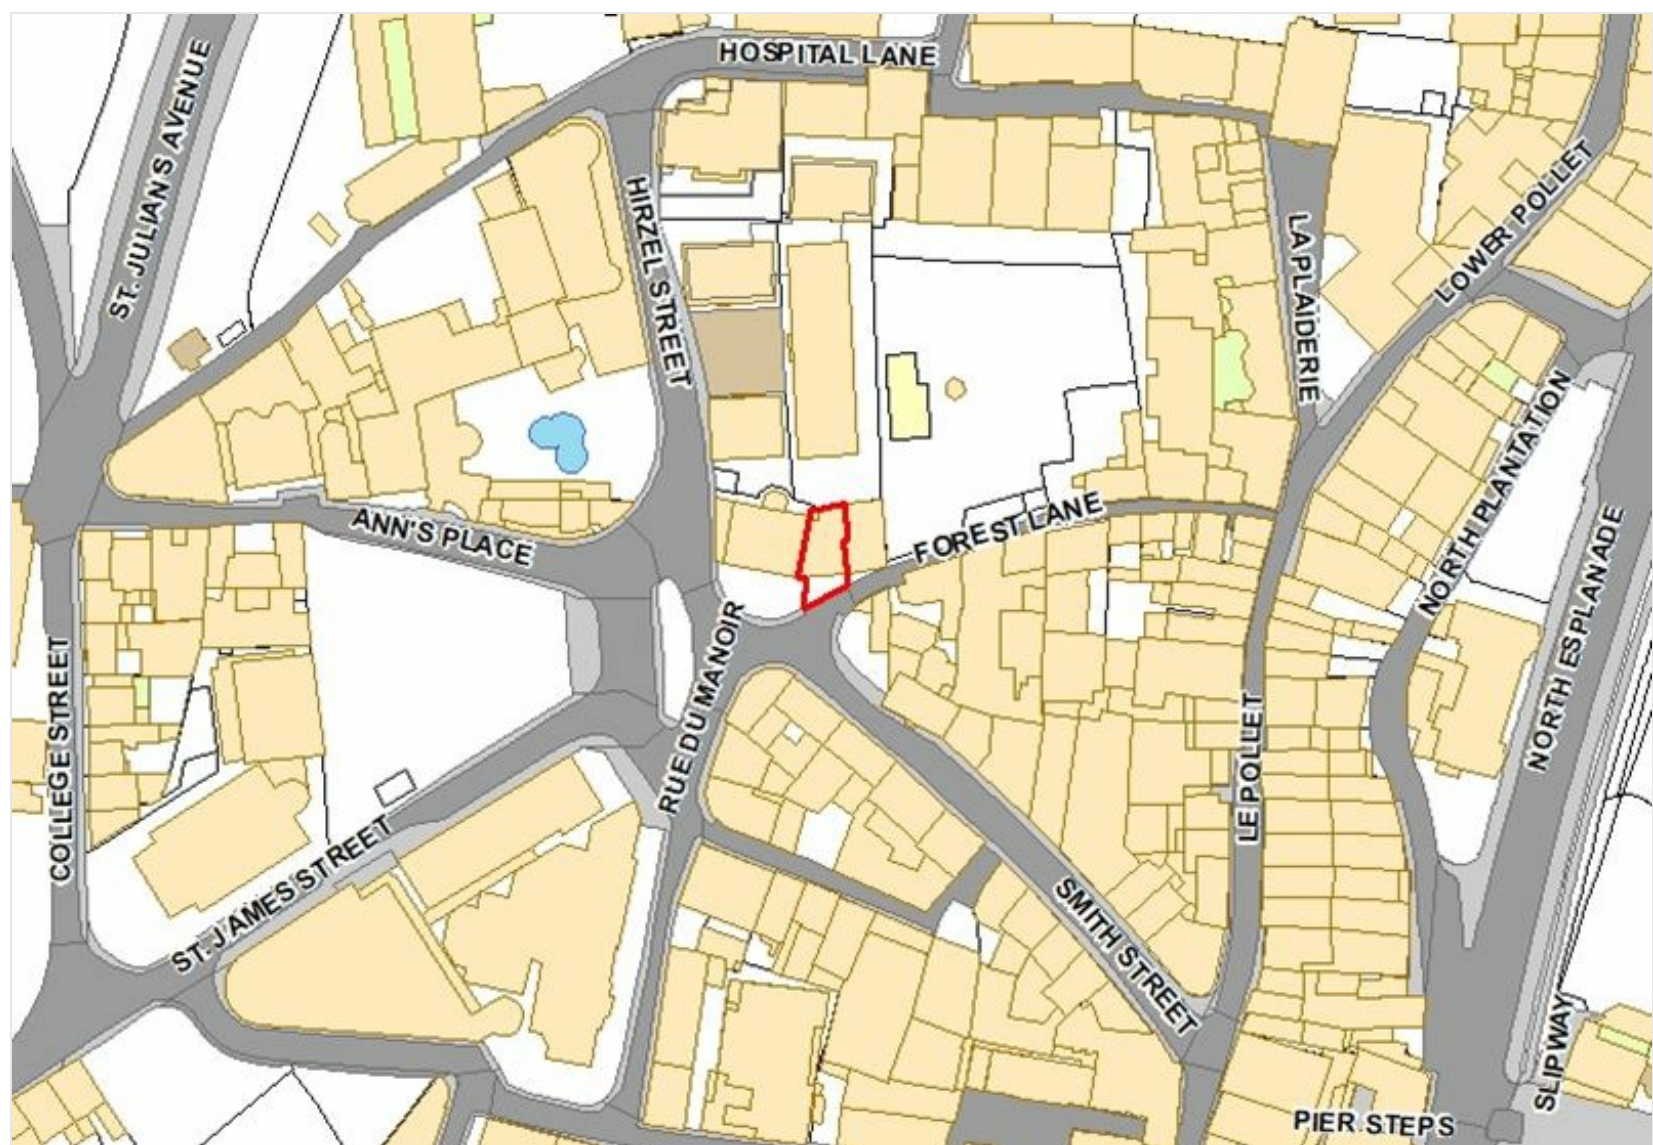 HOSPITAL LANE
ST. JULIANS AVENUE
HIRZEL STREET
LA PLAIDERIE
LOWER POLLET
ANN'S PLACE
FOREST LANE
NORTH PLANTATION
NORTH ESPLANADE
COLLEGE STREET
RUE DU MANOIR
LE POLLET
ST. JAMES STREET
SMITH STREET
SLIPWAY
PIER STEPS